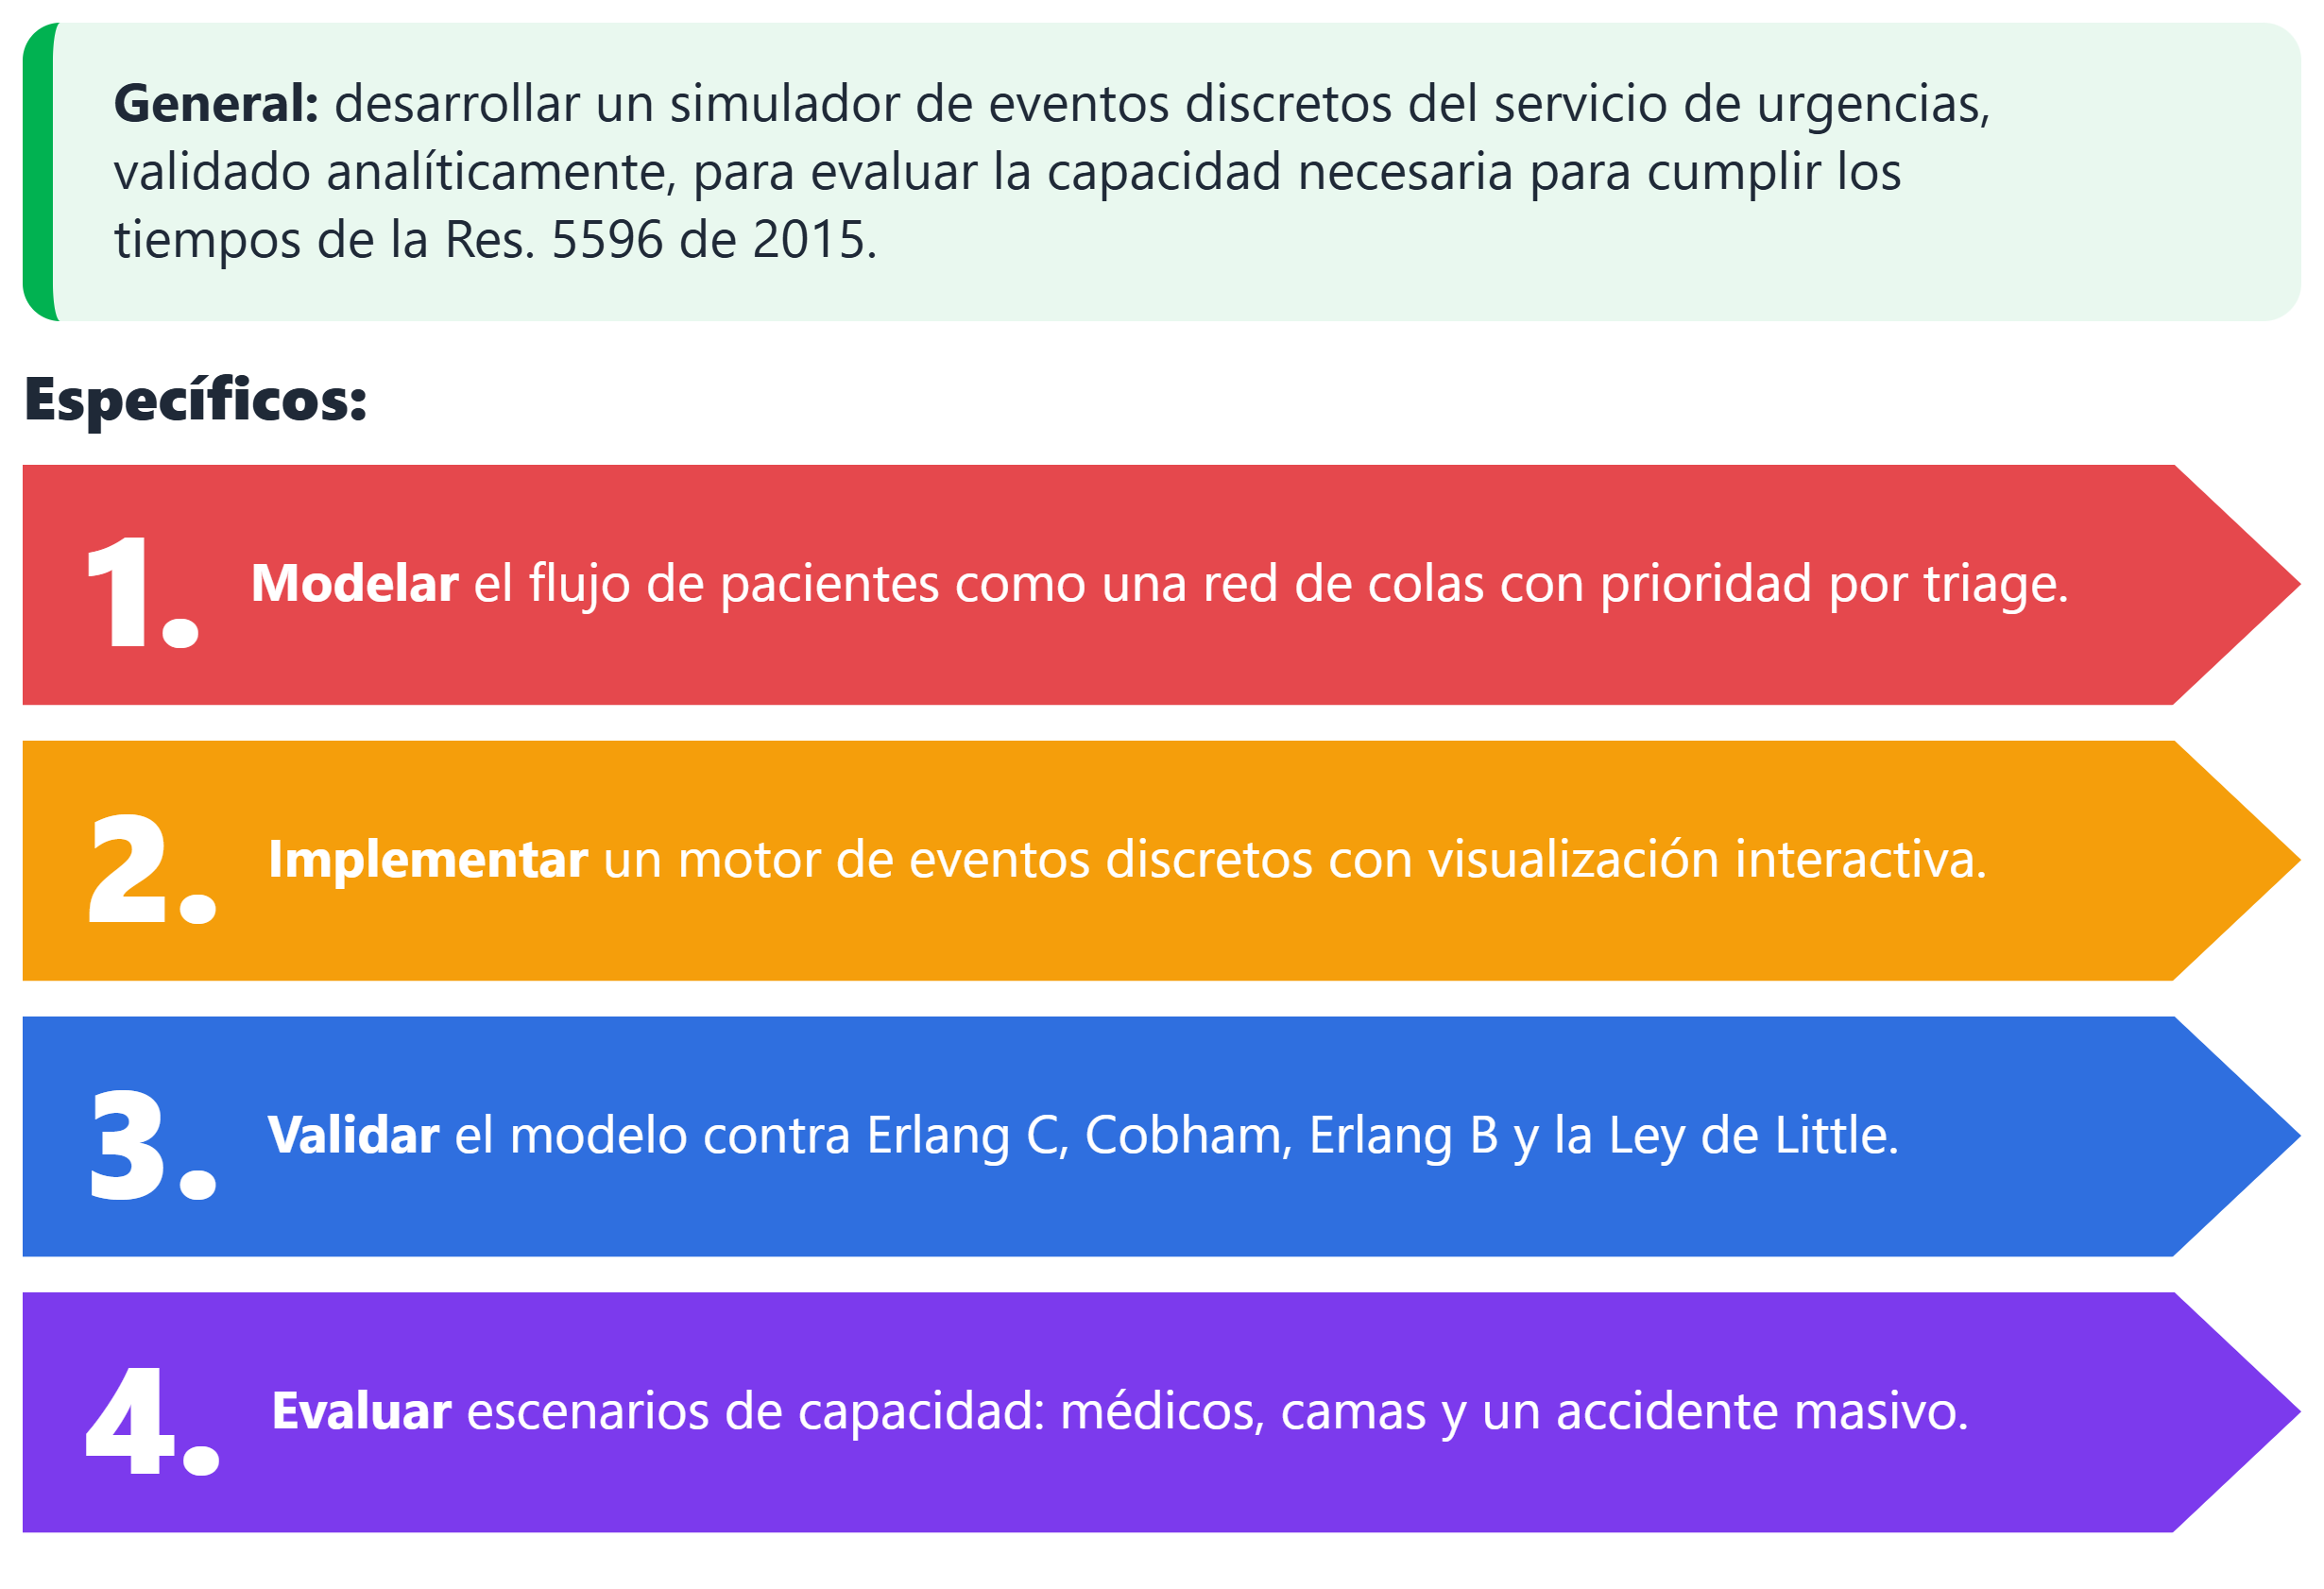 General: desarrollar un simulador de eventos discretos del servicio de urgencias,
validado analíticamente, para evaluar la capacidad necesaria para cumplir los
tiempos de la Res. 5596 de 2015.
Específicos:
1. Modelar el flujo de pacientes como una red de colas con prioridad por triage.
2. Implementar un motor de eventos discretos con visualización interactiva.
3. Validar el modelo contra Erlang C, Cobham, Erlang B y la Ley de Little.
4. Evaluar escenarios de capacidad: médicos, camas y un accidente masivo.